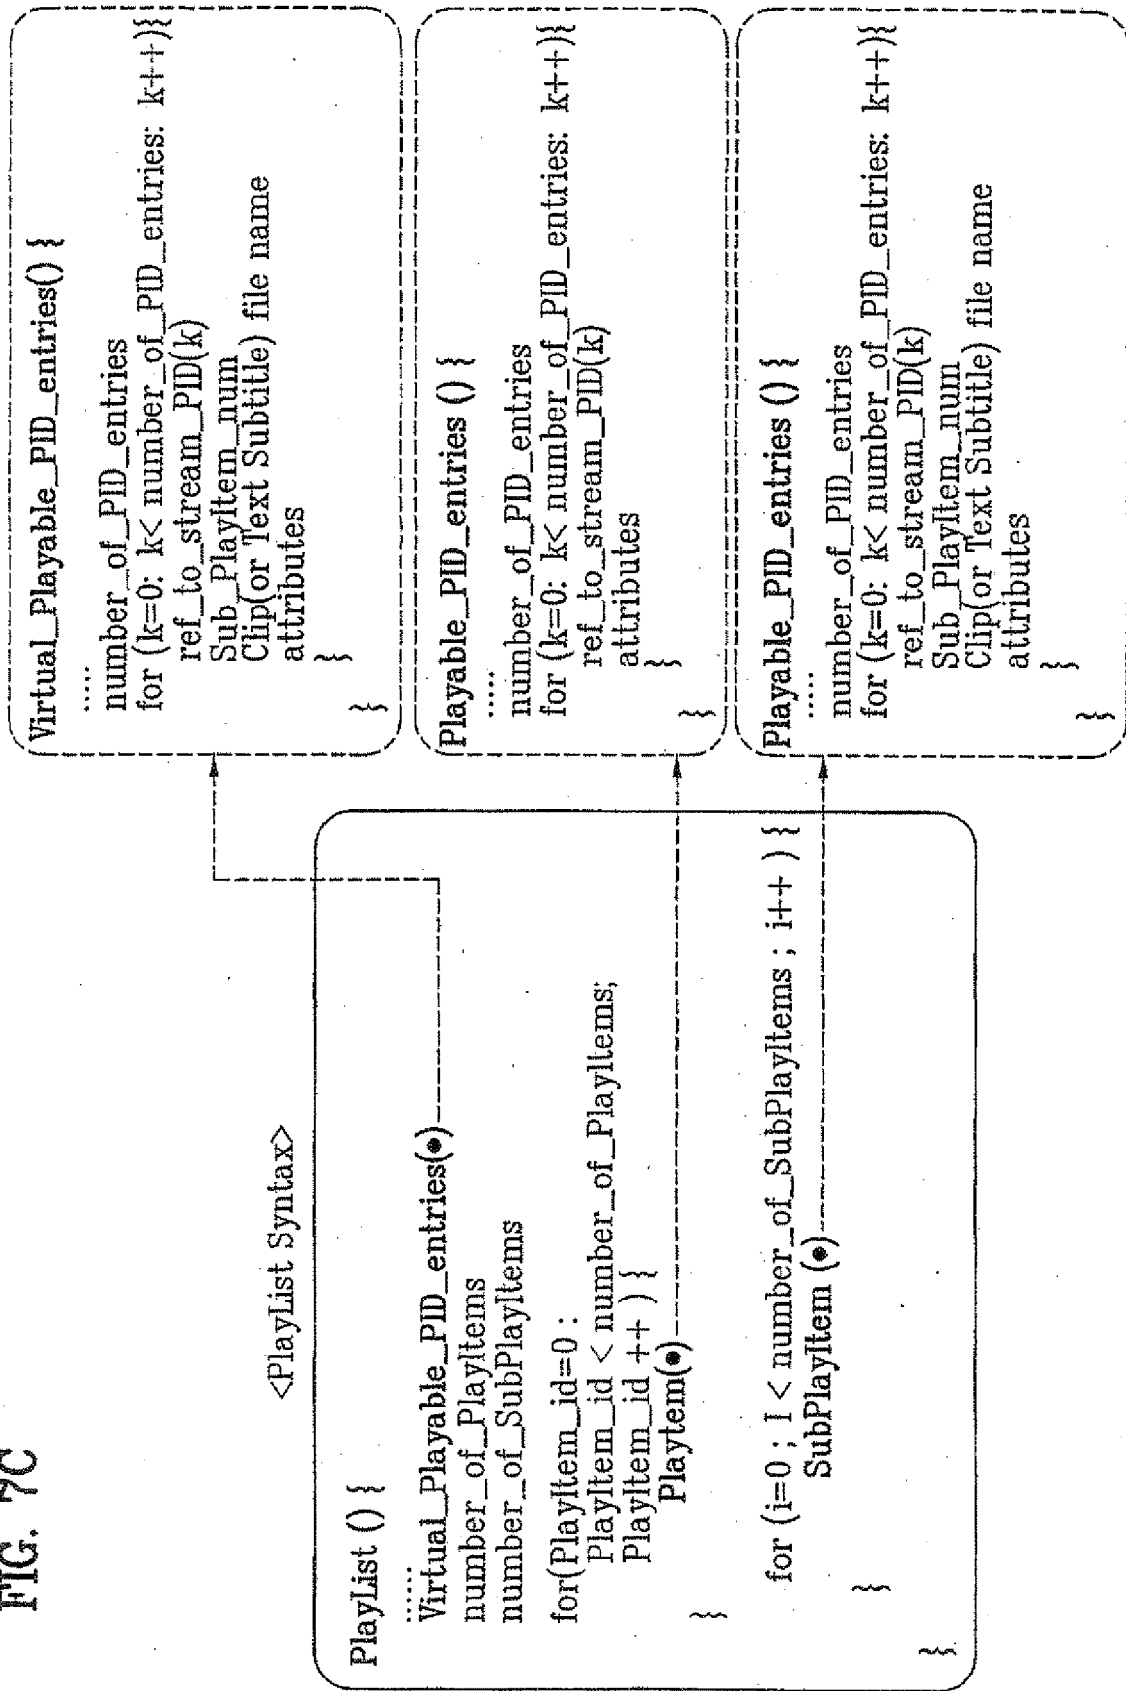 FIG. 7C
<PlayList Syntax>
PlayList () {
......
Virtual_Playable_PID_entries(•)
number_of_PlayItems
number_of_SubPlayItems
for(PlayItem_id=0 :
PlayItem_id < number_of_PlayItems;
PlayItem_id ++ ) {
Playtem(•)
}
for (i=0 ; I < number_of_SubPlayItems ; i++ ) {
SubPlayItem (•)
}
}
Virtual_Playable_PID_entries() {
.....
number_of_PID_entries
for (k=0: k< number_of_PID_entries: k++){
ref_to_stream_PID(k)
Sub_PlayItem_num
Clip(or Text Subtitle) file name
attributes
}
}
Playable_PID_entries () {
.....
number_of_PID_entries
for (k=0: k< number_of_PID_entries: k++){
ref_to_stream_PID(k)
attributes
}
}
Playable_PID_entries () {
.....
number_of_PID_entries
for (k=0: k< number_of_PID_entries: k++){
ref_to_stream_PID(k)
Sub_PlayItem_num
Clip(or Text Subtitle) file name
attributes
}
}